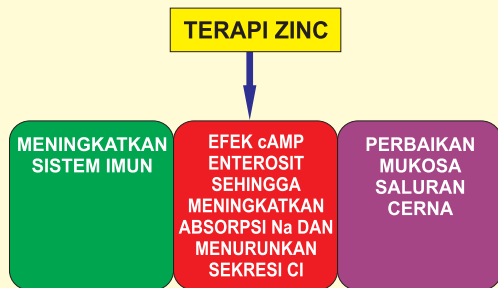 TERAPI ZINC
MENINGKATKAN
SISTEM IMUN
EFEK cAMP
ENTEROSIT
SEHINGGA
MENINGKATKAN
ABSORPSI Na DAN
MENURUNKAN
SEKRESI CI
PERBAIKAN
MUKOSA
SALURAN
CERNA